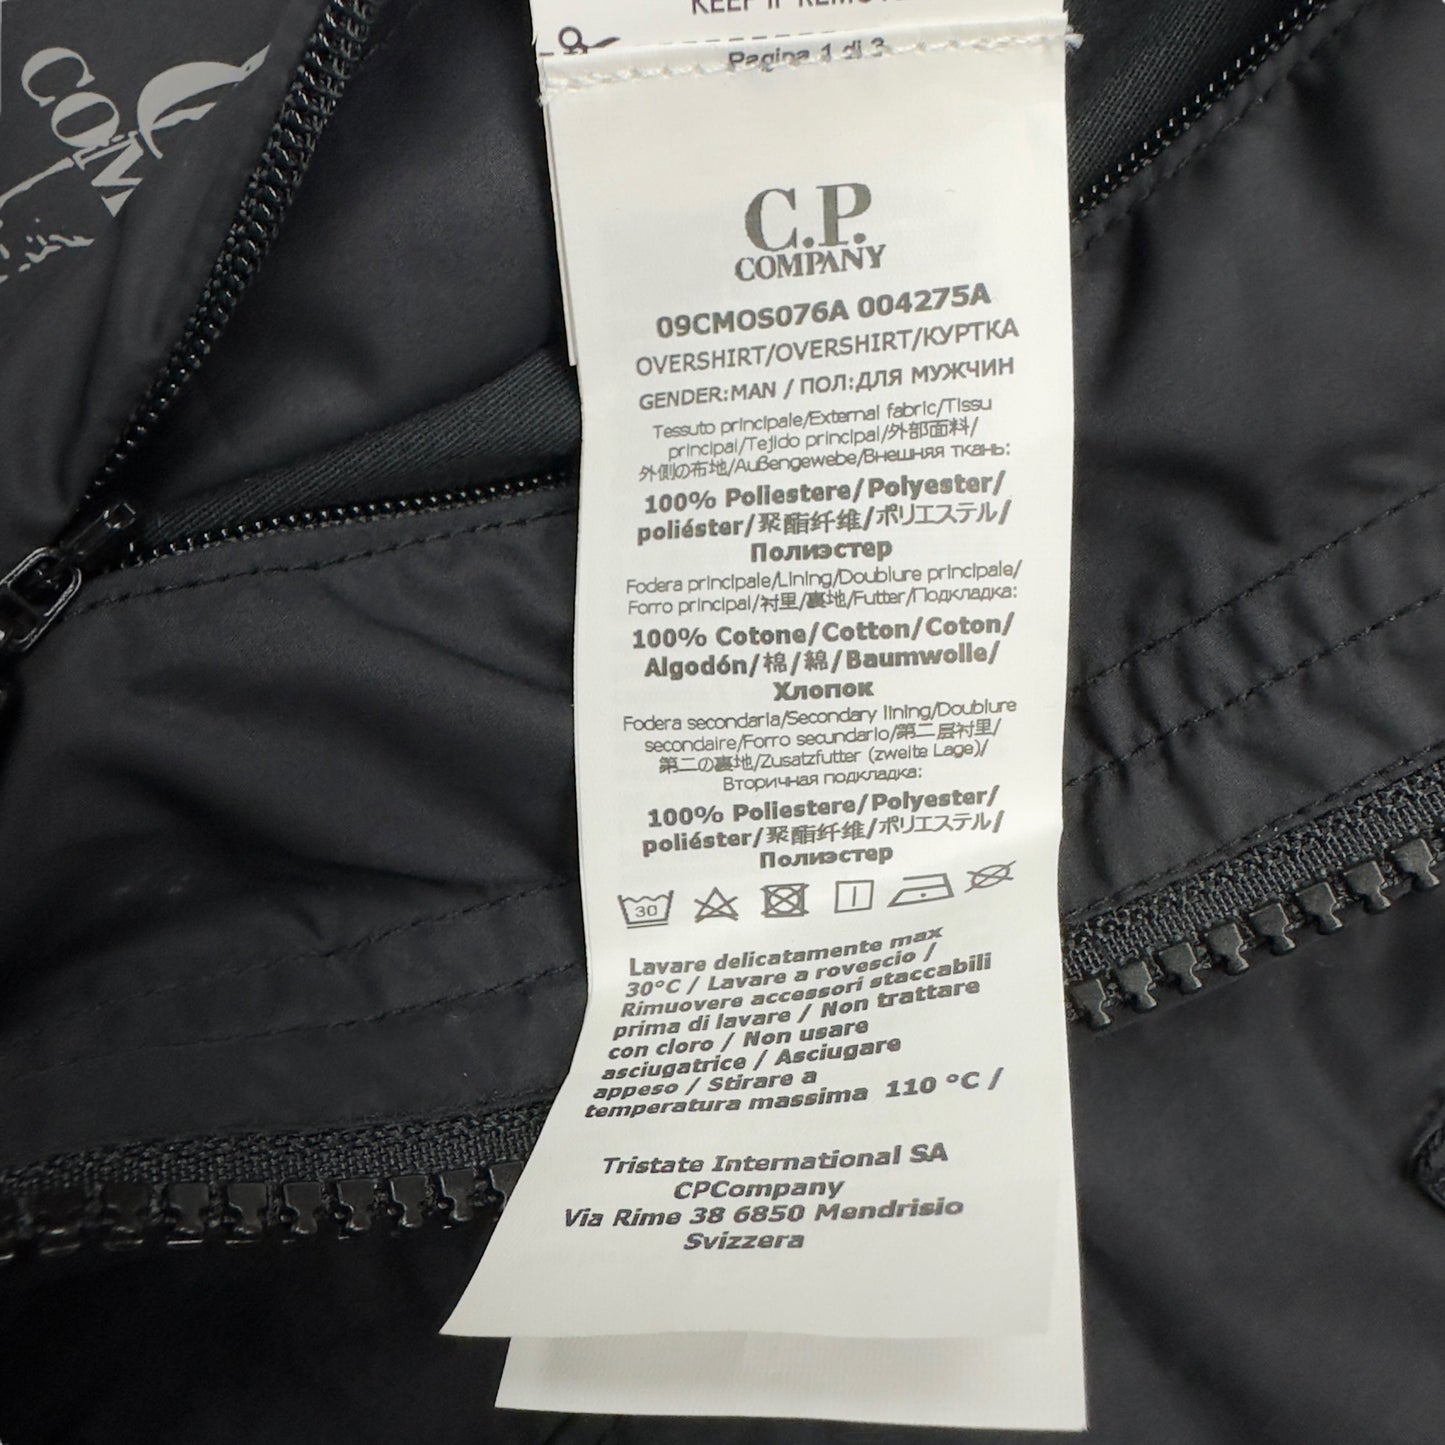 KEEP IF REMOV
Pagina 1 di 3
C.P.
COMPANY
09CMOS076A 004275A
OVERSHIRT/OVERSHIRT/КУРТКА
GENDER:MAN / ПОЛ:ДЛЯ МУЖЧИН
Tessuto principale/External fabric/Tissu
principal/Tejido principal/外部面料/
外側の布地/Außengewebe/Внешняя ткань:
100% Poliestere/Polyester/
poliéster/聚酯纤维/ポリエステル/
Полиэстер
Fodera principale/Lining/Doublure principale/
Forro principal/衬里/裏地/Futter/Подкладка:
100% Cotone/Cotton/Coton/
Algodón/棉/綿/Baumwolle/
Хлопок
Fodera secondaria/Secondary lining/Doublure
secondaire/Forro secundario/第二层衬里/
第二の裏地/Zusatzfutter (zweite Lage)/
Вторичная подкладка:
100% Poliestere/Polyester/
poliéster/聚酯纤维/ポリエステル/
Полиэстер
30
Lavare delicatamente max
30°C / Lavare a rovescio /
Rimuovere accessori staccabili
prima di lavare / Non trattare
con cloro / Non usare
asciugatrice / Asciugare
appeso / Stirare a
temperatura massima 110 °C /
Tristate International SA
CPCompany
Via Rime 38 6850 Mendrisio
Svizzera